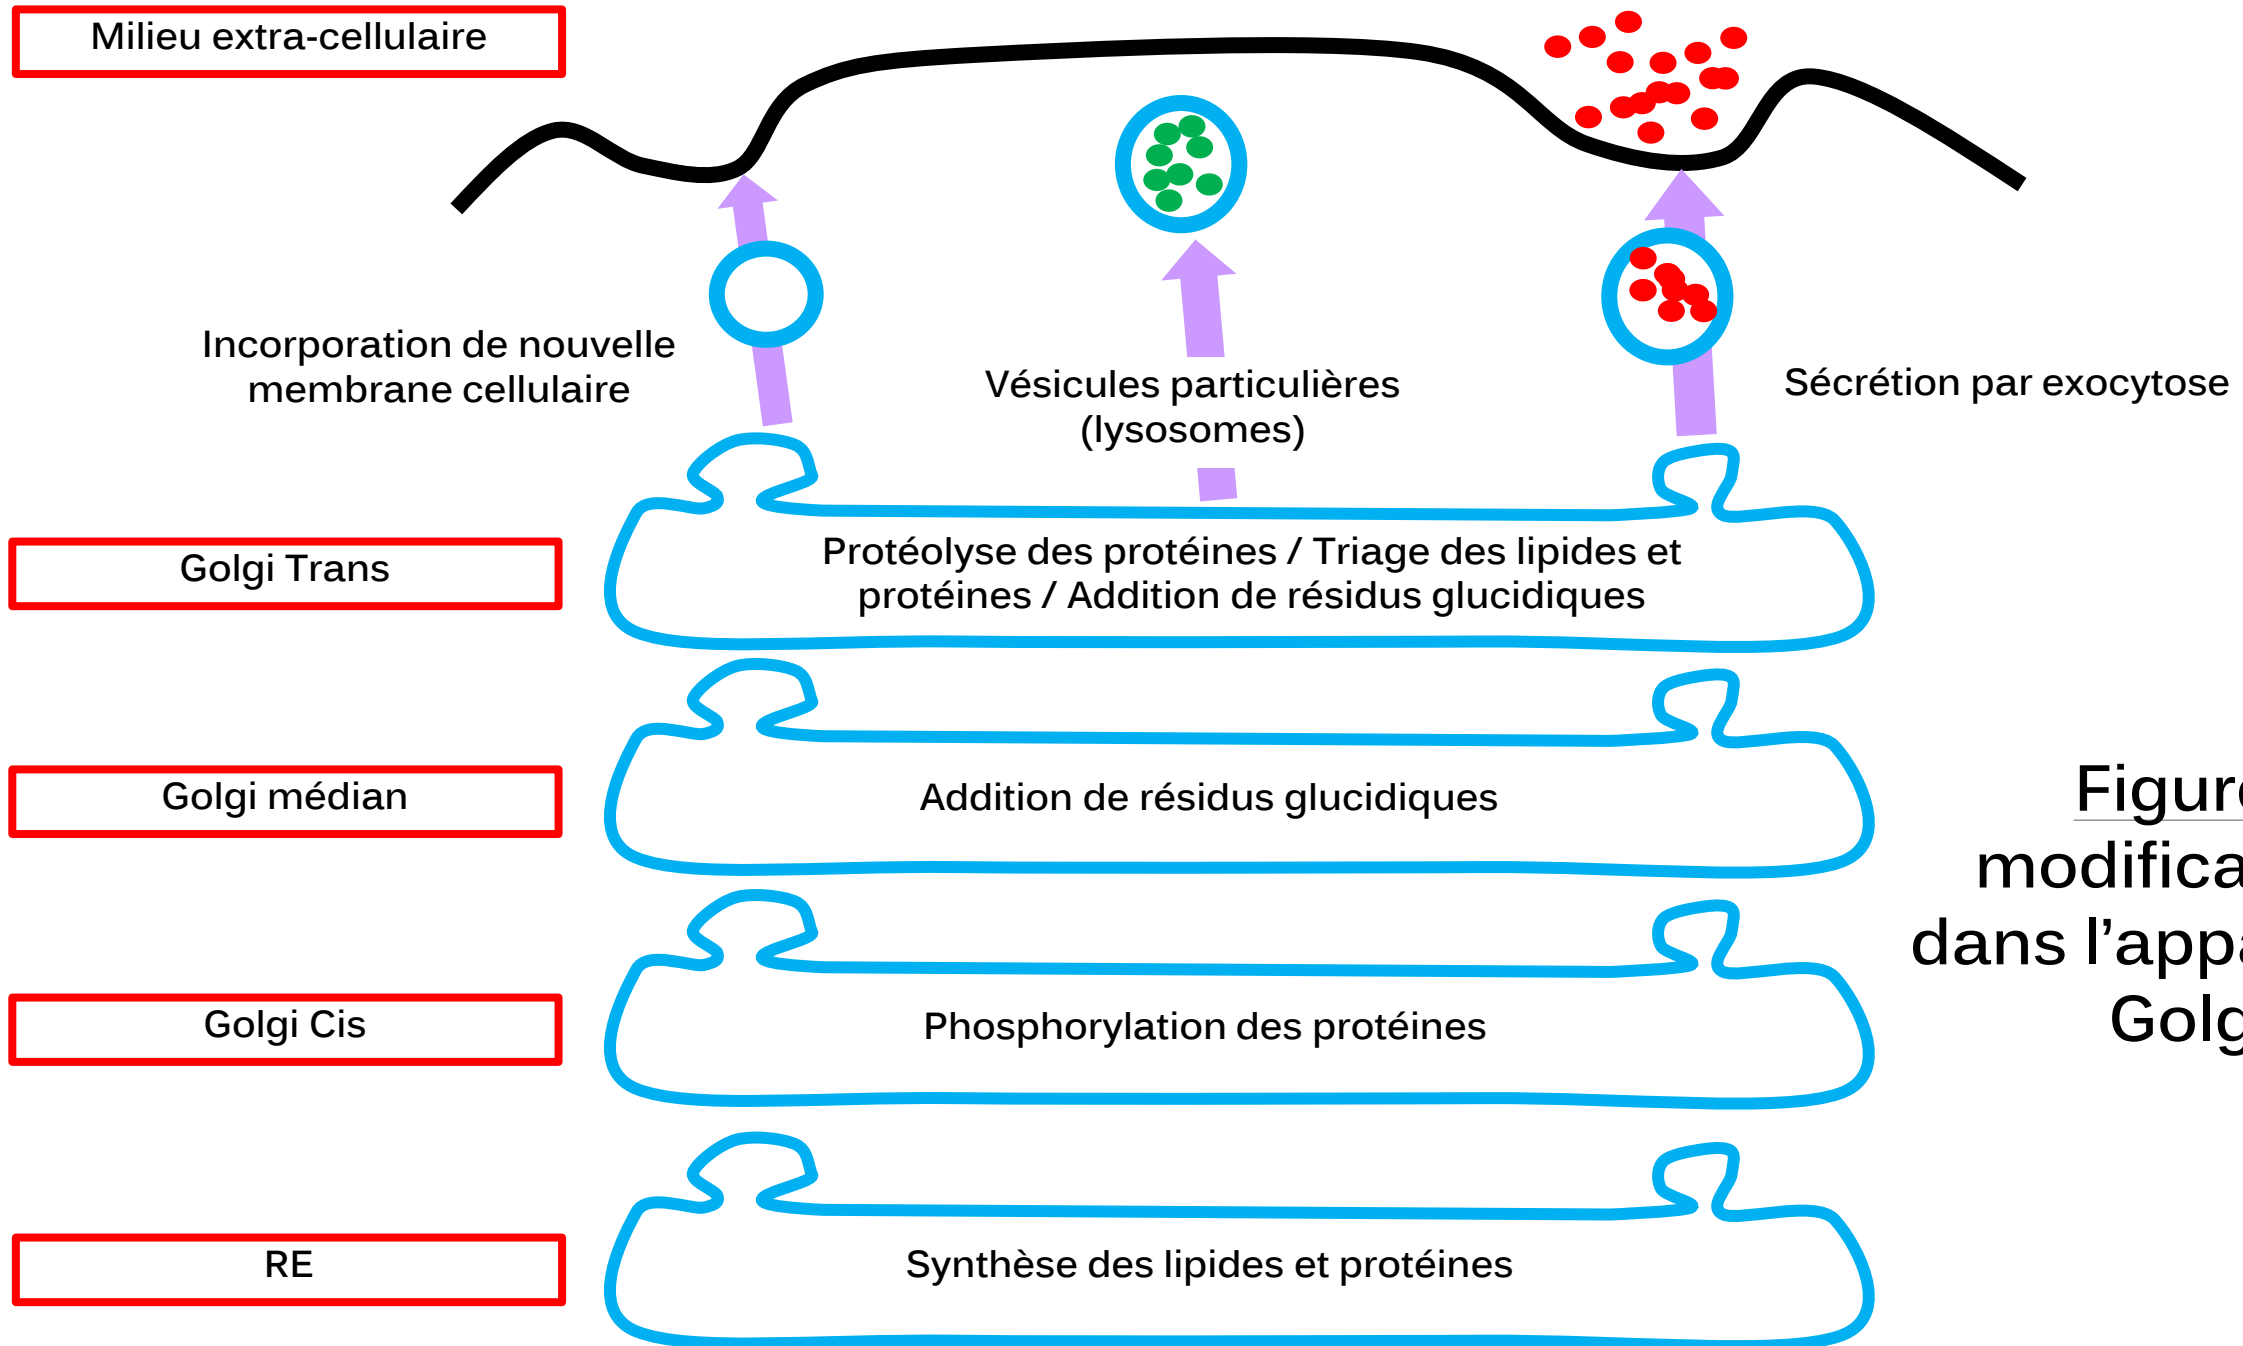 Milieu extra-cellulaire
Incorporation de nouvelle
membrane cellulaire
Vésicules particulières
(lysosomes)
Sécrétion par exocytose
Golgi Trans
Protéolyse des protéines / Triage des lipides et
protéines / Addition de résidus glucidiques
Golgi médian
Addition de résidus glucidiques
Golgi Cis
Phosphorylation des protéines
RE
Synthèse des lipides et protéines
Figure
dans l’